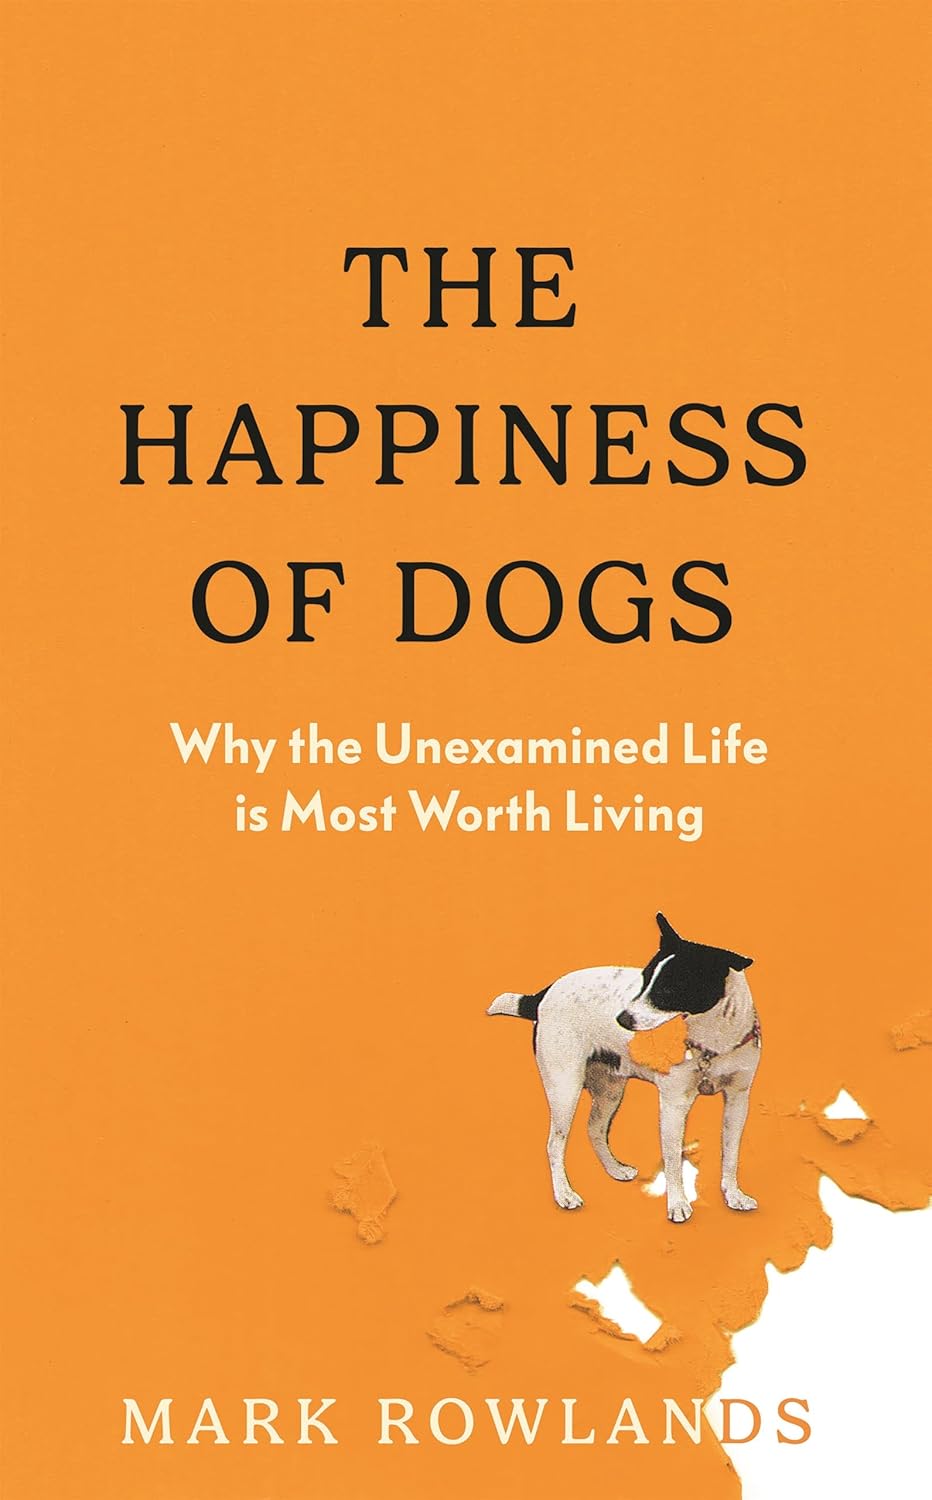 THE
HAPPINESS
OF DOGS
Why the Unexamined Life
is Most Worth Living
MARK ROWLANDS